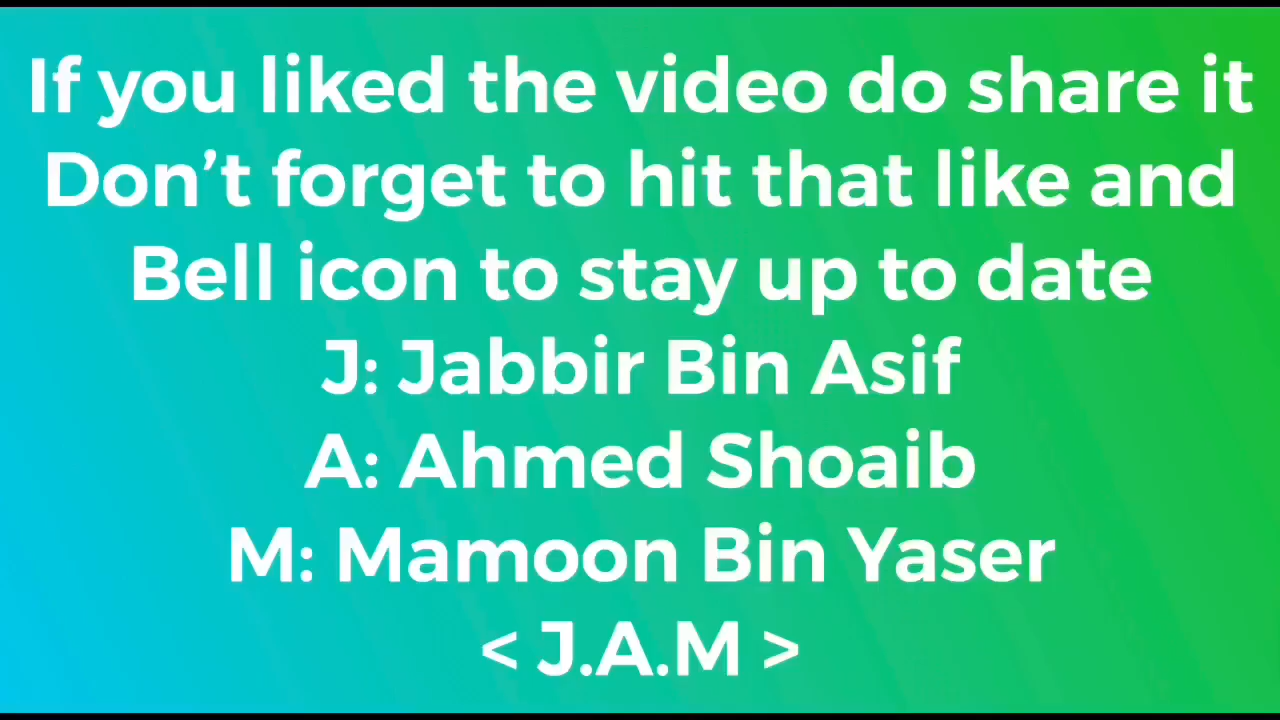 If you liked the video do share it
Don’t forget to hit that like and
Bell icon to stay up to date
J: Jabbir Bin Asif
A: Ahmed Shoaib
M: Mamoon Bin Yaser
< J.A.M >